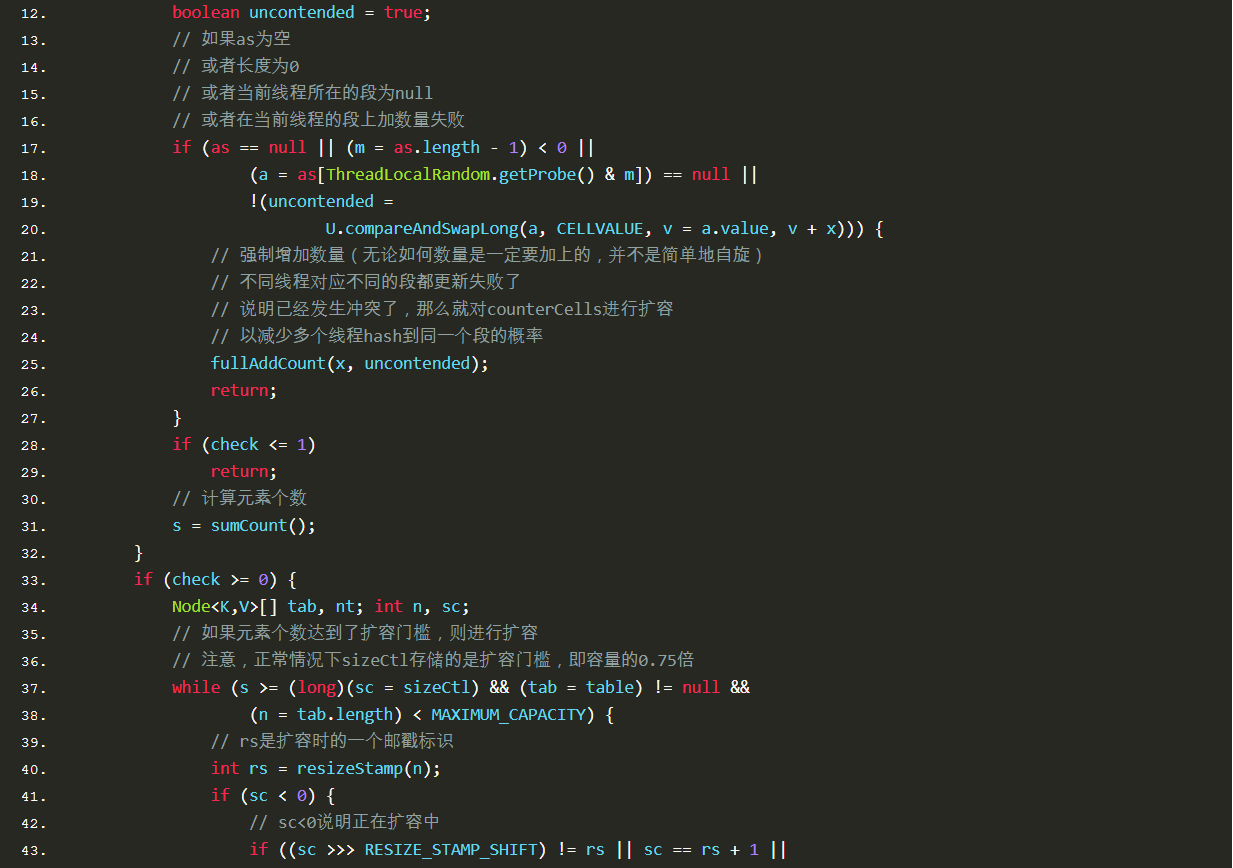 12.             boolean uncontended = true;
13.             // 如果as为空
14.             // 或者长度为0
15.             // 或者当前线程所在的段为null
16.             // 或者在当前线程的段上加数量失败
17.             if (as == null || (m = as.length - 1) < 0 ||
18.                     (a = as[ThreadLocalRandom.getProbe() & m]) == null ||
19.                     !(uncontended =
20.                             U.compareAndSwapLong(a, CELLVALUE, v = a.value, v + x))) {
21.                 // 强制增加数量（无论如何数量是一定要加上的，并不是简单地自旋）
22.                 // 不同线程对应不同的段都更新失败了
23.                 // 说明已经发生冲突了，那么就对counterCells进行扩容
24.                 // 以减少多个线程hash到同一个段的概率
25.                 fullAddCount(x, uncontended);
26.                 return;
27.             }
28.             if (check <= 1)
29.                 return;
30.             // 计算元素个数
31.             s = sumCount();
32.         }
33.         if (check >= 0) {
34.             Node<K,V>[] tab, nt; int n, sc;
35.             // 如果元素个数达到了扩容门槛，则进行扩容
36.             // 注意，正常情况下sizeCtl存储的是扩容门槛，即容量的0.75倍
37.             while (s >= (long)(sc = sizeCtl) && (tab = table) != null &&
38.                     (n = tab.length) < MAXIMUM_CAPACITY) {
39.                 // rs是扩容时的一个邮戳标识
40.                 int rs = resizeStamp(n);
41.                 if (sc < 0) {
42.                     // sc<0说明正在扩容中
43.                     if ((sc >>> RESIZE_STAMP_SHIFT) != rs || sc == rs + 1 ||